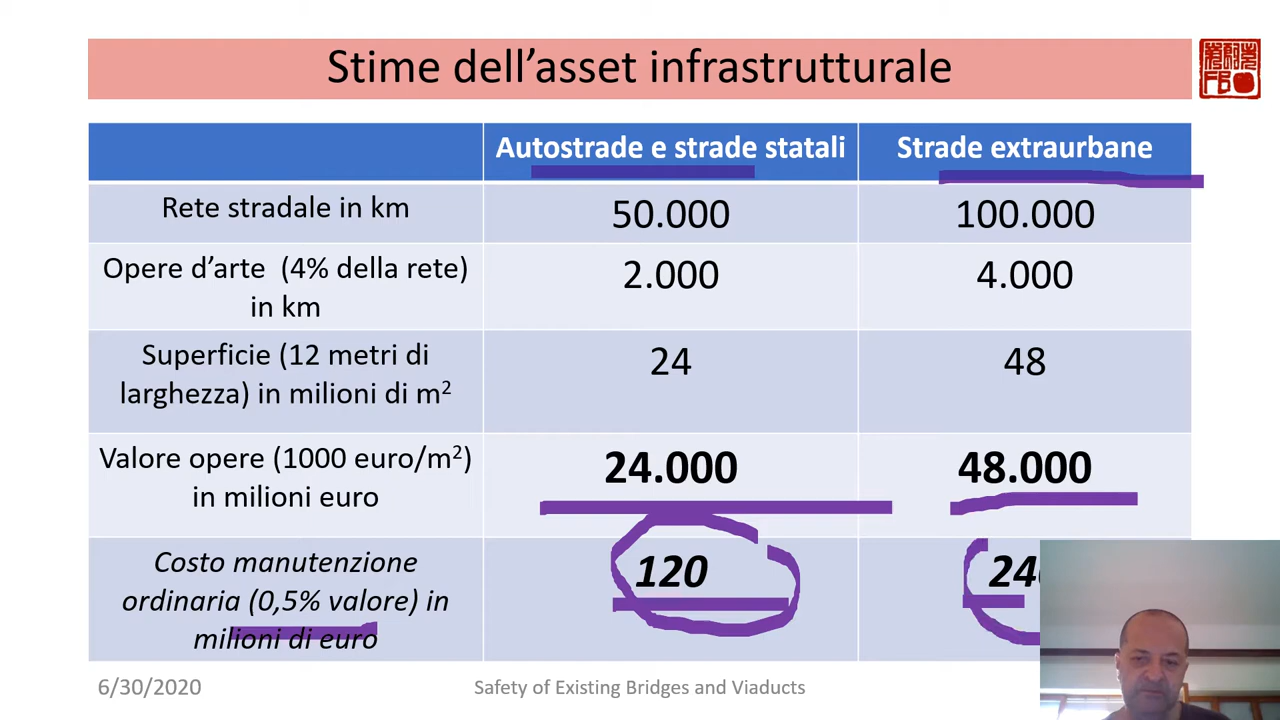 Stime dell’asset infrastrutturale
Autostrade e strade statali
Strade extraurbane
Rete stradale in km
50.000
100.000
Opere d’arte (4% della rete)
in km
2.000
4.000
Superficie (12 metri di
larghezza) in milioni di m²
24
48
Valore opere (1000 euro/m²)
in milioni euro
24.000
48.000
Costo manutenzione
ordinaria (0,5% valore) in
milioni di euro
120
6/30/2020
Safety of Existing Bridges and Viaducts